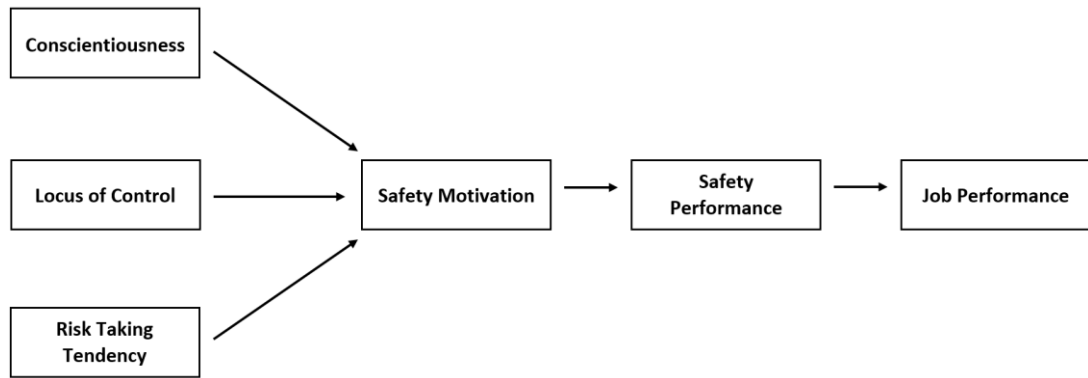 Conscientiousness
Locus of Control
Safety Motivation
Safety
Performance
Job Performance
Risk Taking
Tendency